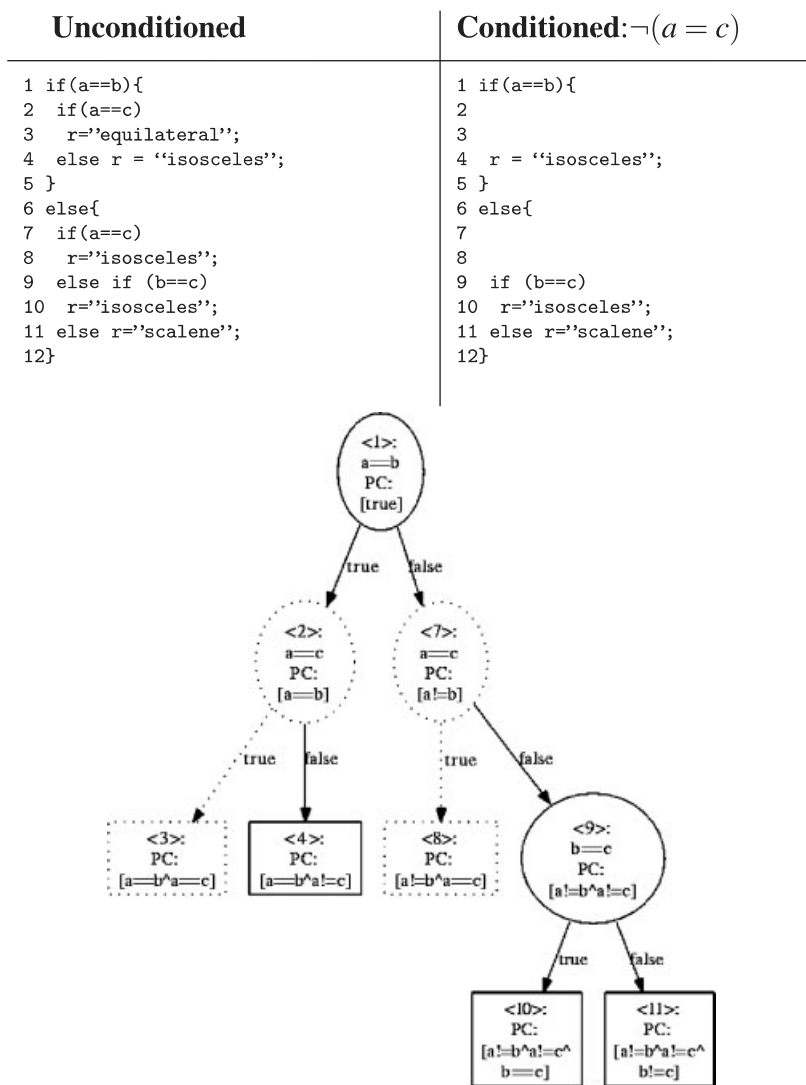 Unconditioned
Conditioned:¬(a = c)
1 if(a==b){
2 if(a==c)
3 r=”equilateral”;
4 else r = “isosceles”;
5 }
6 else{
7 if(a==c)
8 r=”isosceles”;
9 else if (b==c)
10 r=”isosceles”;
11 else r=”scalene”;
12}
1 if(a==b){
2
3
4 r = “isosceles”;
5 }
6 else{
7
8
9 if (b==c)
10 r=”isosceles”;
11 else r=”scalene”;
12}
<1>:
a==b
PC:
[true]
true
false
<2>:
a==c
PC:
[a==b]
<7>:
a==c
PC:
[a!=b]
true
false
true
false
<3>:
PC:
[a==b^a==c]
<4>:
PC:
[a==b^a!=c]
<8>:
PC:
[a!=b^a==c]
<9>:
b==c
PC:
[a!=b^a!=c]
true
false
<10>:
PC:
[a!=b^a!=c^
b==c]
<11>:
PC:
[a!=b^a!=c^
b!=c]